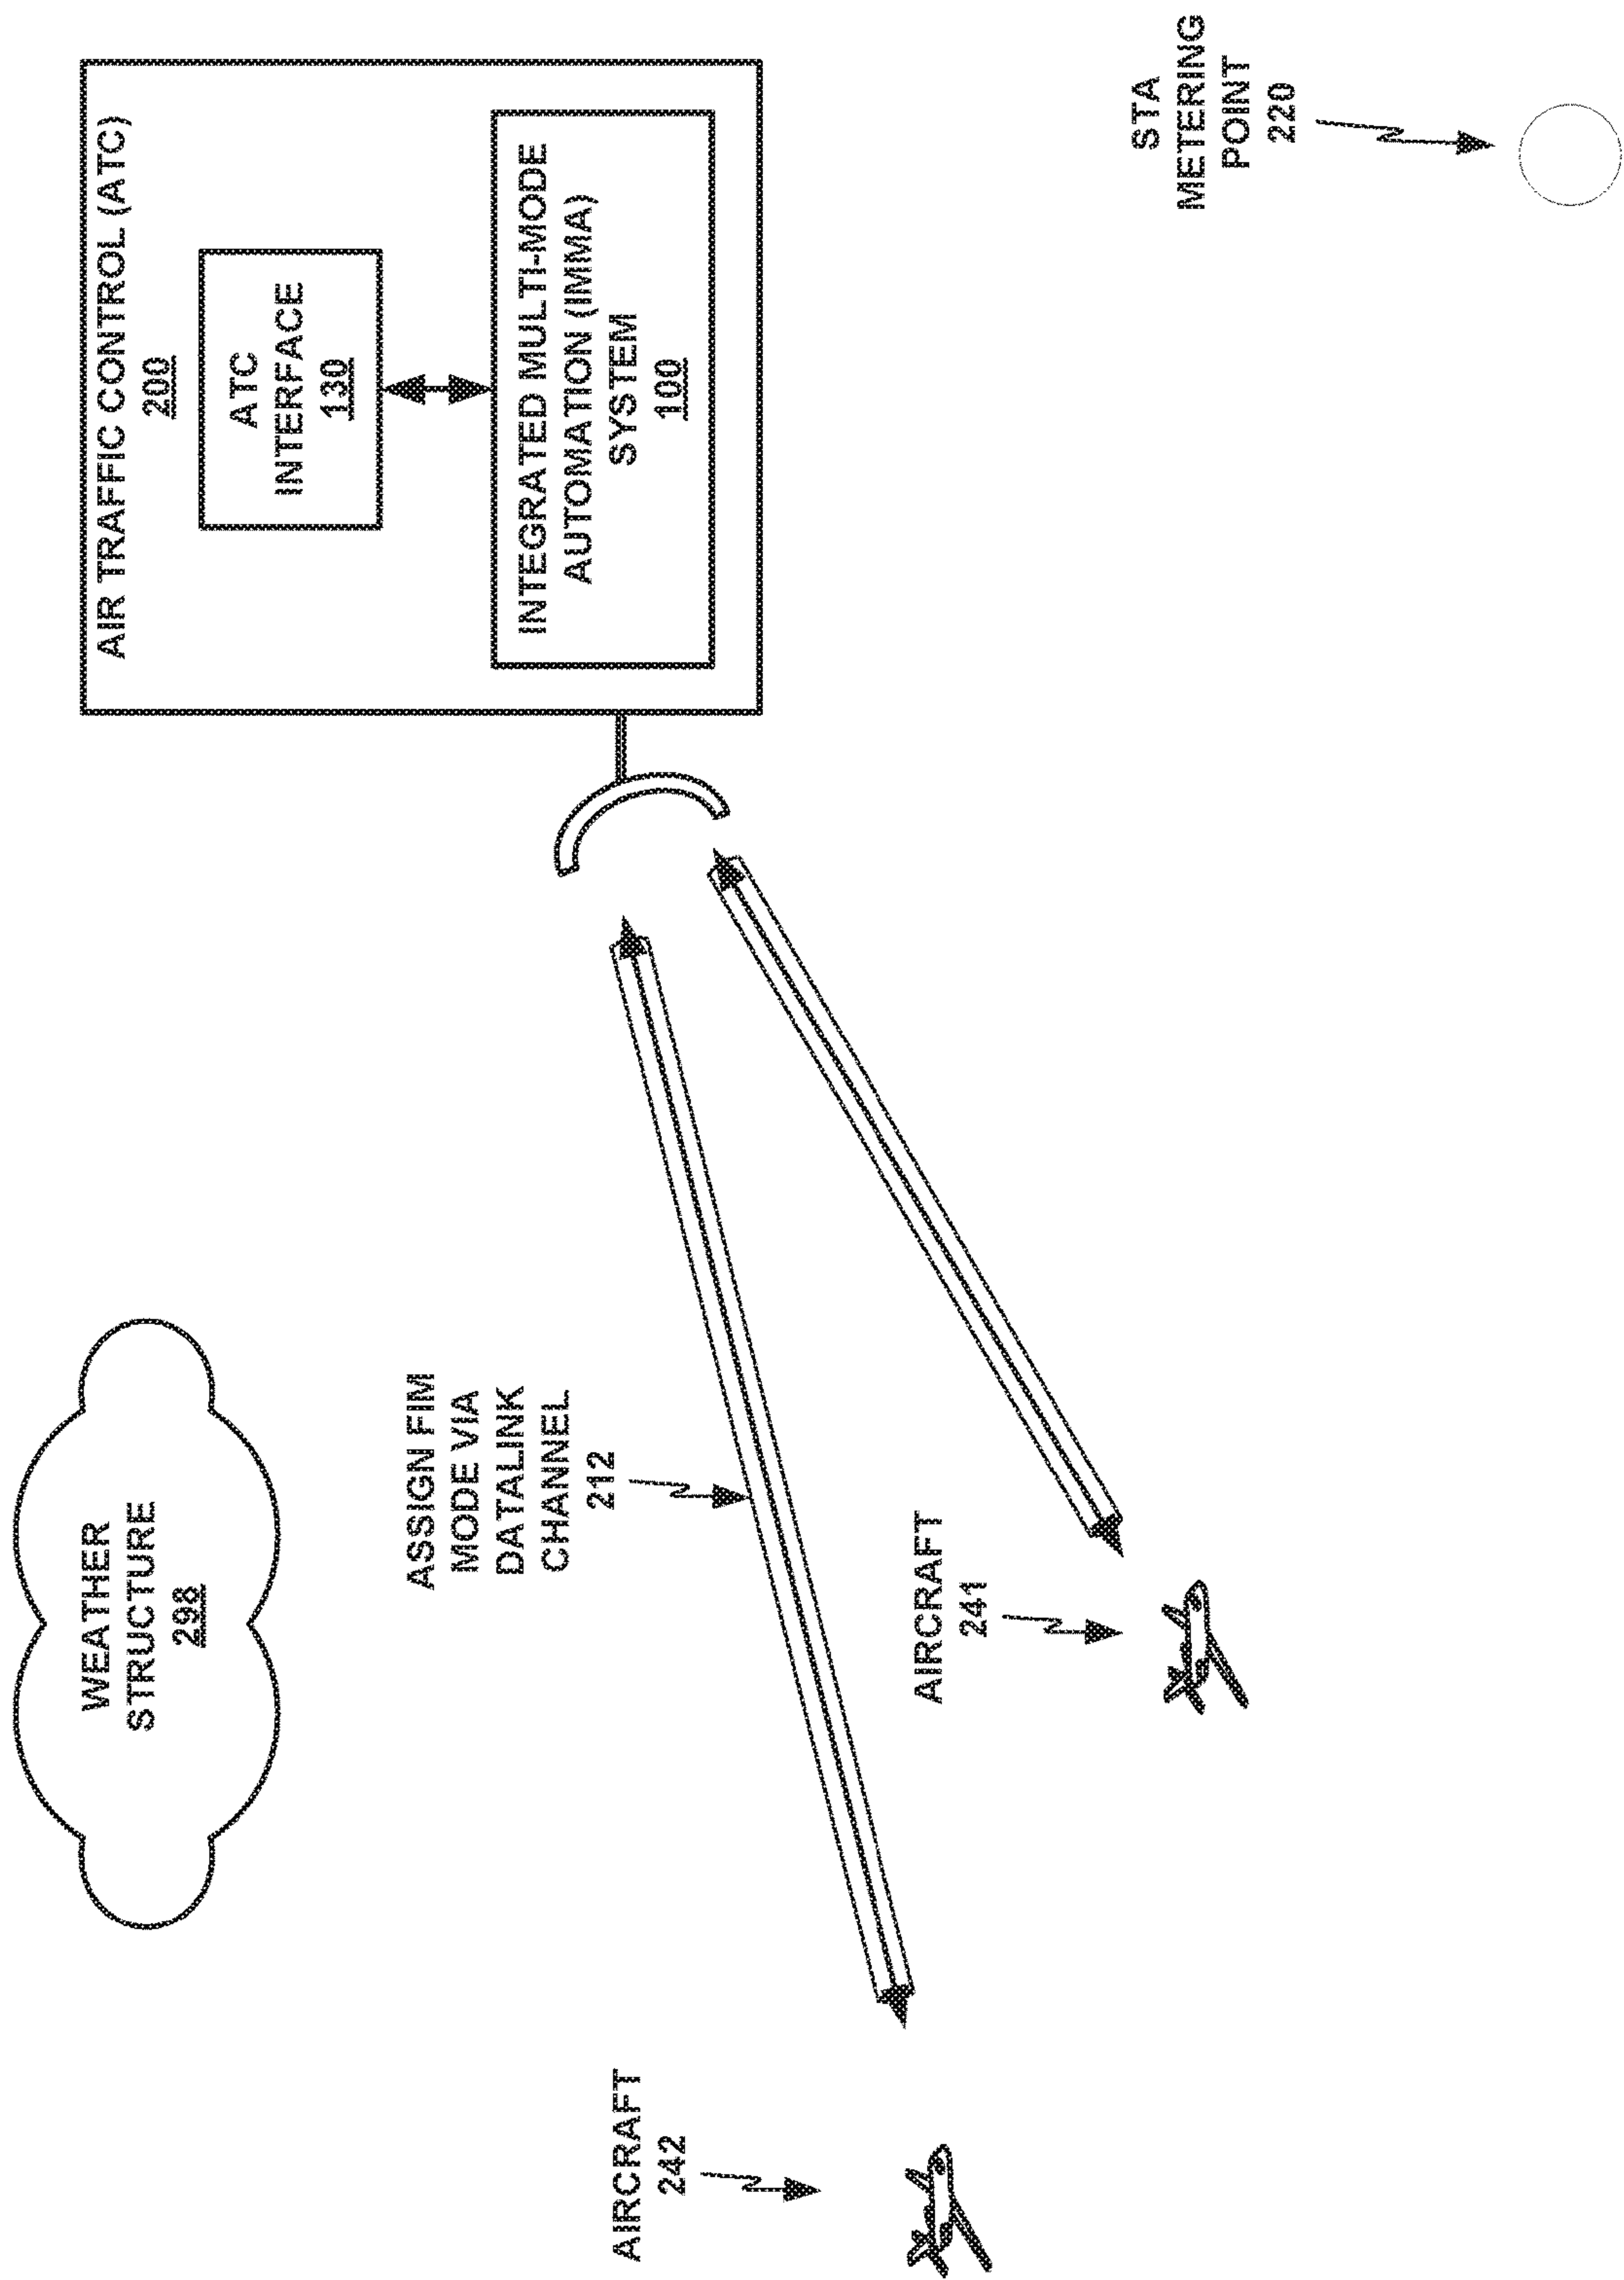 WEATHER
STRUCTURE
298
AIR TRAFFIC CONTROL (ATC)
200
ATC
INTERFACE
130
INTEGRATED MULTI-MODE
AUTOMATION (IMMA)
SYSTEM
100
ASSIGN FIM
MODE VIA
DATALINK
CHANNEL
212
AIRCRAFT
242
AIRCRAFT
241
STA
METERING
POINT
220